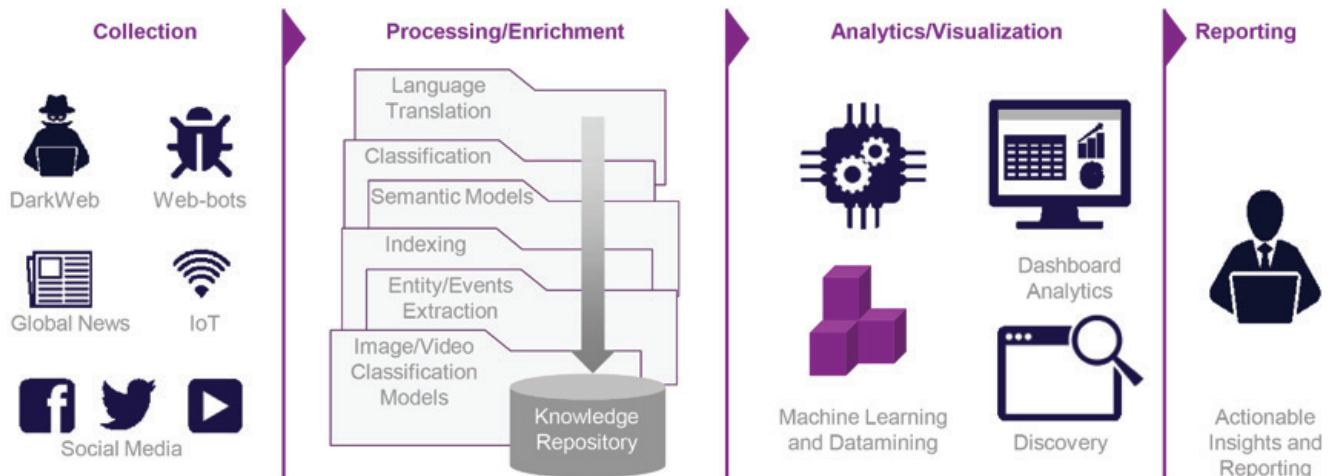 Collection
DarkWeb
Web-bots
Global News
IoT
Social Media
Processing/Enrichment
Language
Translation
Classification
Semantic Models
Indexing
Entity/Events
Extraction
Image/Video
Classification
Models
Knowledge
Repository
Analytics/Visualization
Dashboard
Analytics
Machine Learning
and Datamining
Discovery
Reporting
Actionable
Insights and
Reporting